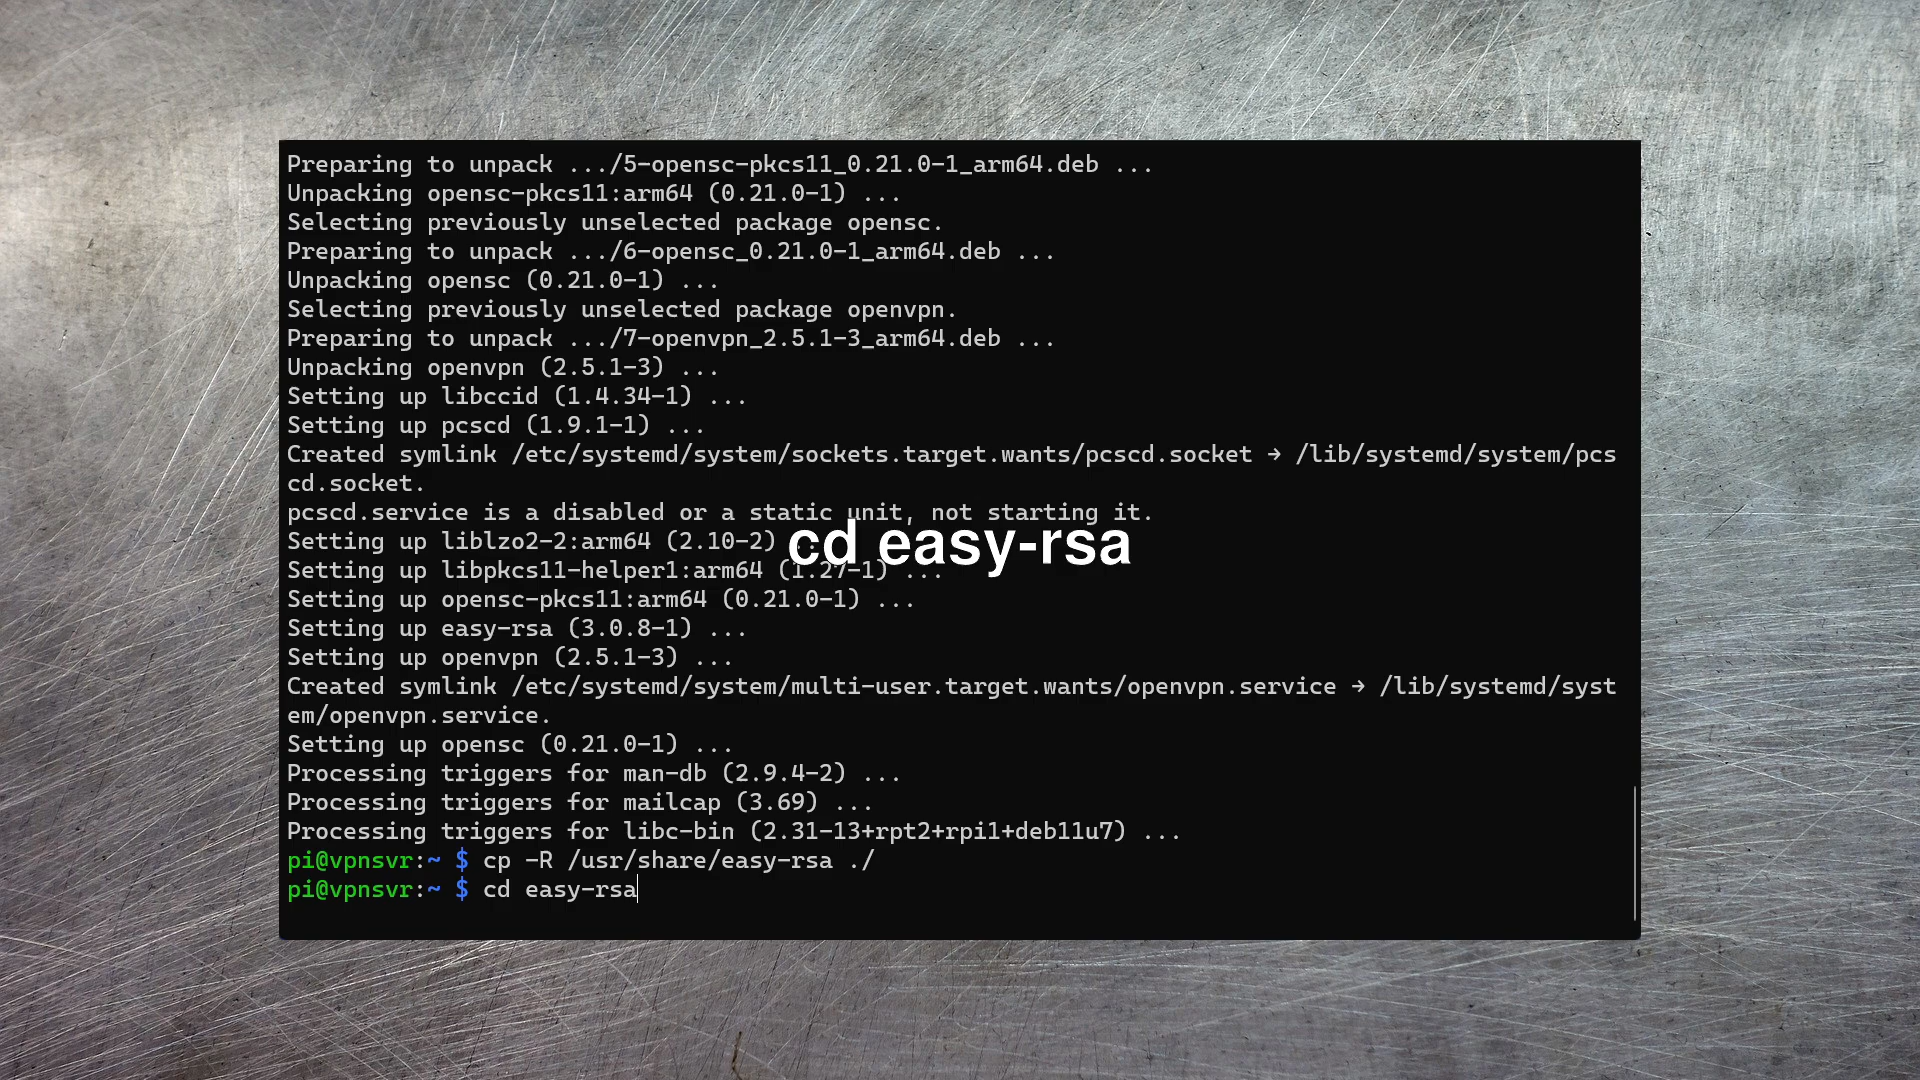 Preparing to unpack .../5-opensc-pkcs11_0.21.0-1_arm64.deb ...
Unpacking opensc-pkcs11:arm64 (0.21.0-1) ...
Selecting previously unselected package opensc.
Preparing to unpack .../6-opensc_0.21.0-1_arm64.deb ...
Unpacking opensc (0.21.0-1) ...
Selecting previously unselected package openvpn.
Preparing to unpack .../7-openvpn_2.5.1-3_arm64.deb ...
Unpacking openvpn (2.5.1-3) ...
Setting up libccid (1.4.34-1) ...
Setting up pcscd (1.9.1-1) ...
Created symlink /etc/systemd/system/sockets.target.wants/pcscd.socket → /lib/systemd/system/pcs
cd.socket.
pcscd.service is a disabled or a static unit, not starting it.
Setting up liblzo2-2:arm64 (2.10-2) ...
cd easy-rsa
Setting up libpkcs11-helper1:arm64 (1.27-1) ...
Setting up opensc-pkcs11:arm64 (0.21.0-1) ...
Setting up easy-rsa (3.0.8-1) ...
Setting up openvpn (2.5.1-3) ...
Created symlink /etc/systemd/system/multi-user.target.wants/openvpn.service → /lib/systemd/syst
em/openvpn.service.
Setting up opensc (0.21.0-1) ...
Processing triggers for man-db (2.9.4-2) ...
Processing triggers for mailcap (3.69) ...
Processing triggers for libc-bin (2.31-13+rpt2+rpi1+deb11u7) ...
pi@vpnsvr:~ $ cp -R /usr/share/easy-rsa ./
pi@vpnsvr:~ $ cd easy-rsa